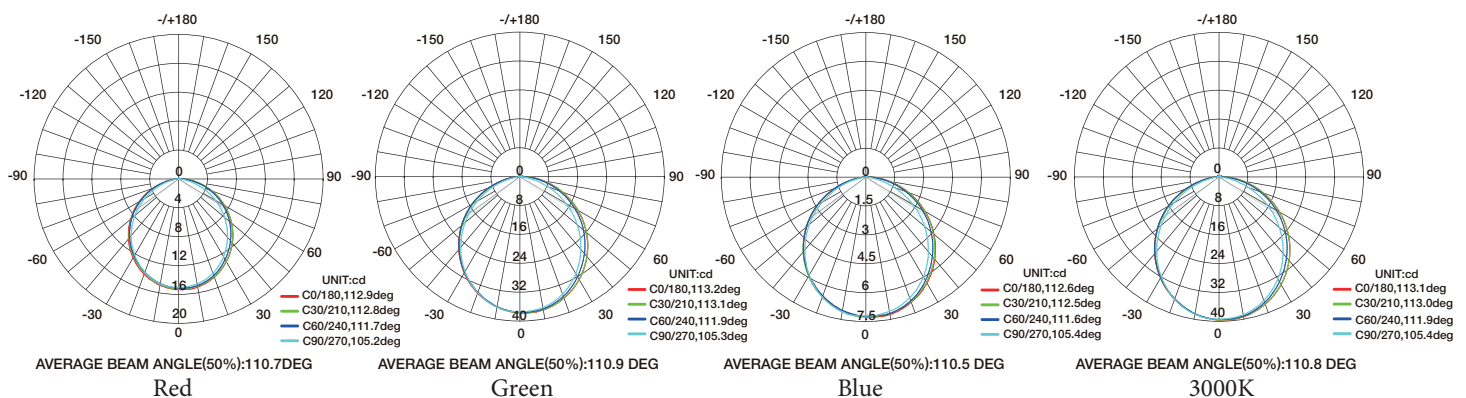 -/+180
-150
150
-120
120
-90
90
-60
60
-30
30
0
0
4
8
12
16
20
UNIT:cd
C0/180,112.9deg
C30/210,112.8deg
C60/240,111.7deg
C90/270,105.2deg
AVERAGE BEAM ANGLE(50%):110.7DEG
Red
-/+180
-150
150
-120
120
-90
90
-60
60
-30
30
0
0
8
16
24
32
40
UNIT:cd
C0/180,113.2deg
C30/210,113.1deg
C60/240,111.9deg
C90/270,105.3deg
AVERAGE BEAM ANGLE(50%):110.9 DEG
Green
-/+180
-150
150
-120
120
-90
90
-60
60
-30
30
0
0
1.5
3
4.5
6
7.5
UNIT:cd
C0/180,112.6deg
C30/210,112.5deg
C60/240,111.6deg
C90/270,105.4deg
AVERAGE BEAM ANGLE(50%):110.5 DEG
Blue
-/+180
-150
150
-120
120
-90
90
-60
60
-30
30
0
0
8
16
24
32
40
UNIT:cd
C0/180,113.1deg
C30/210,113.0deg
C60/240,111.9deg
C90/270,105.4deg
AVERAGE BEAM ANGLE(50%):110.8 DEG
3000K